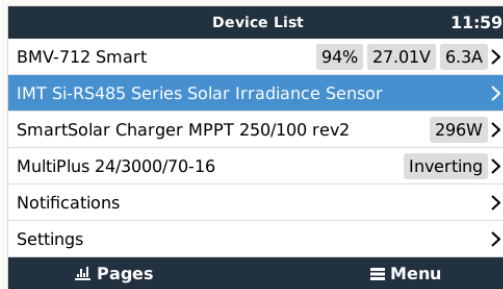 Device List 11:59
BMV-712 Smart 94% 27.01V 6.3A
IMT Si-RS485 Series Solar Irradiance Sensor
SmartSolar Charger MPPT 250/100 rev2 296W
MultiPlus 24/3000/70-16 Inverting
Notifications
Settings
Pages Menu